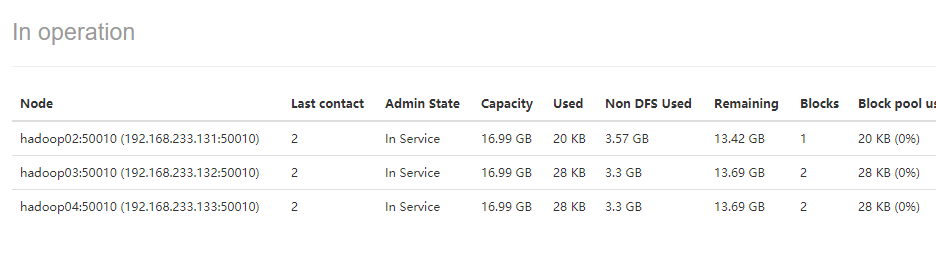 In operation
Node Last contact Admin State Capacity Used Non DFS Used Remaining Blocks Block pool
hadoop02:50010 (192.168.233.131:50010) 2 In Service 16.99 GB 20 KB 3.57 GB 13.42 GB 1 20 KB (0%)
hadoop03:50010 (192.168.233.132:50010) 2 In Service 16.99 GB 28 KB 3.3 GB 13.69 GB 2 28 KB (0%)
hadoop04:50010 (192.168.233.133:50010) 2 In Service 16.99 GB 28 KB 3.3 GB 13.69 GB 2 28 KB (0%)